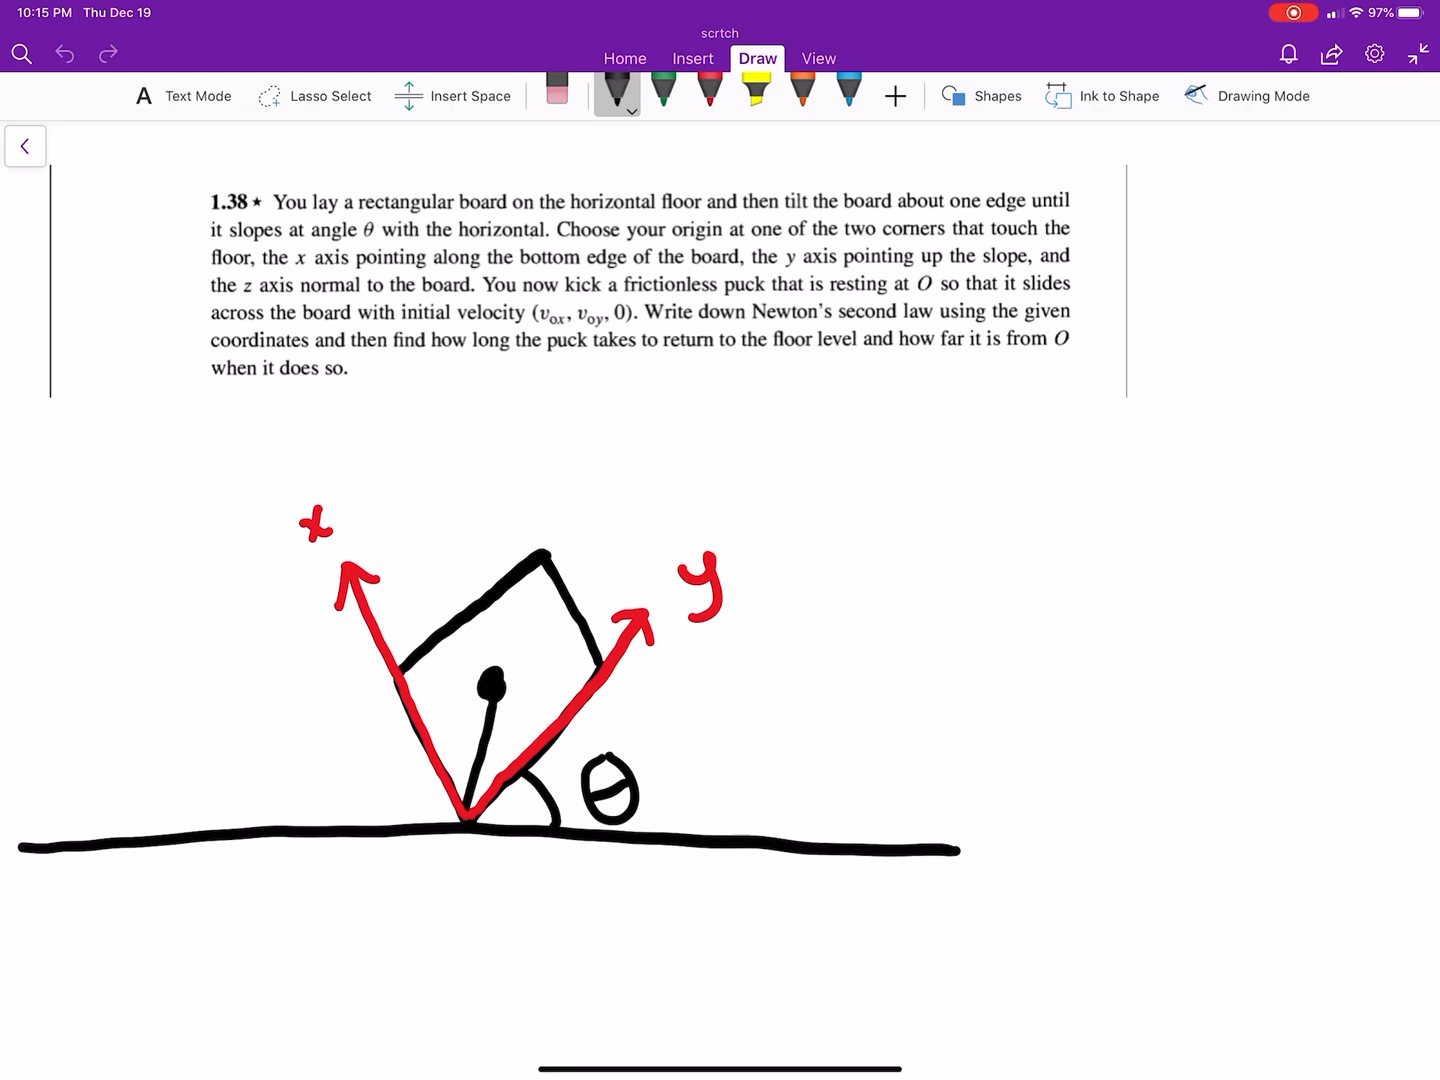 10:15 PM Thu Dec 19
97%
scrtch
Home Insert Draw View
Text Mode Lasso Select Insert Space Shapes Ink to Shape Drawing Mode
1.38 ⋆ You lay a rectangular board on the horizontal floor and then tilt the board about one edge until
it slopes at angle θ with the horizontal. Choose your origin at one of the two corners that touch the
floor, the x axis pointing along the bottom edge of the board, the y axis pointing up the slope, and
the z axis normal to the board. You now kick a frictionless puck that is resting at O so that it slides
across the board with initial velocity (vox, voy, 0). Write down Newton's second law using the given
coordinates and then find how long the puck takes to return to the floor level and how far it is from O
when it does so.
x
y
θ